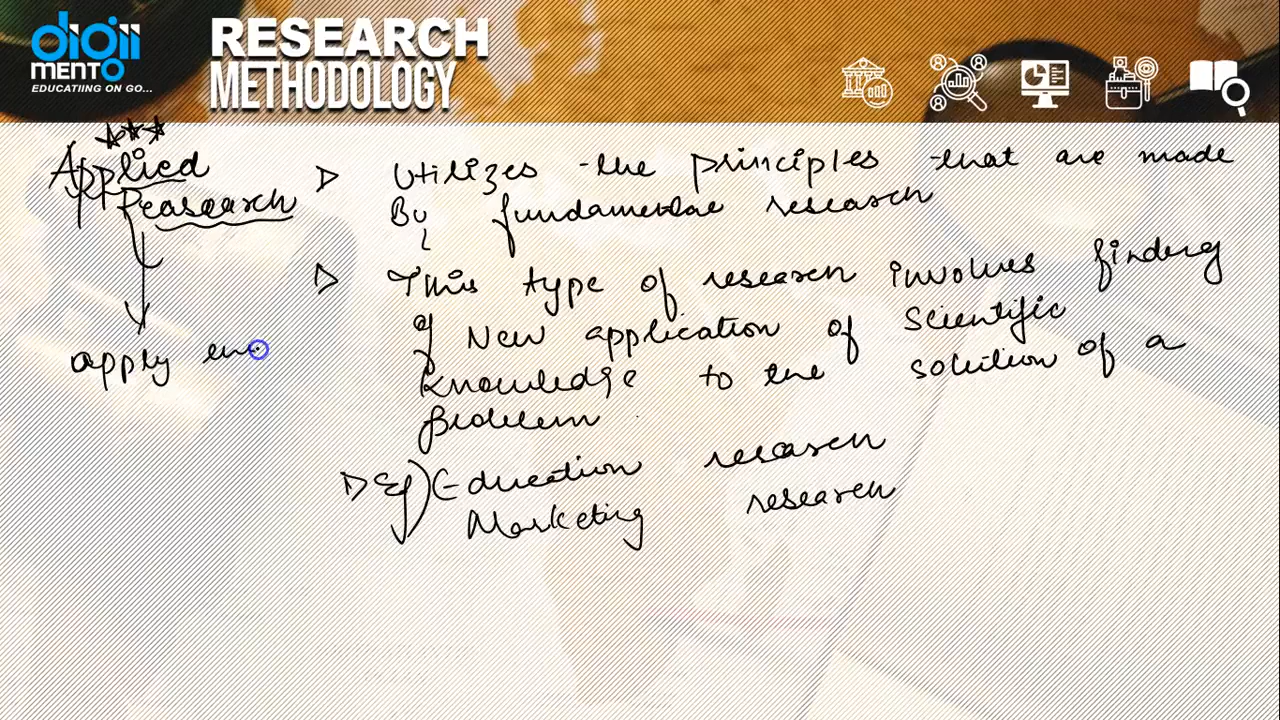 digii
MENTO
EDUCATIING ON GO...
RESEARCH
METHODOLOGY
Applied
Reasearch
apply
Utilizes the principles that are made
By fundamental research
This type of research involves finding
of New application of scientific
knowledge to the solution of a
problem
Eg) Education research
Marketing research